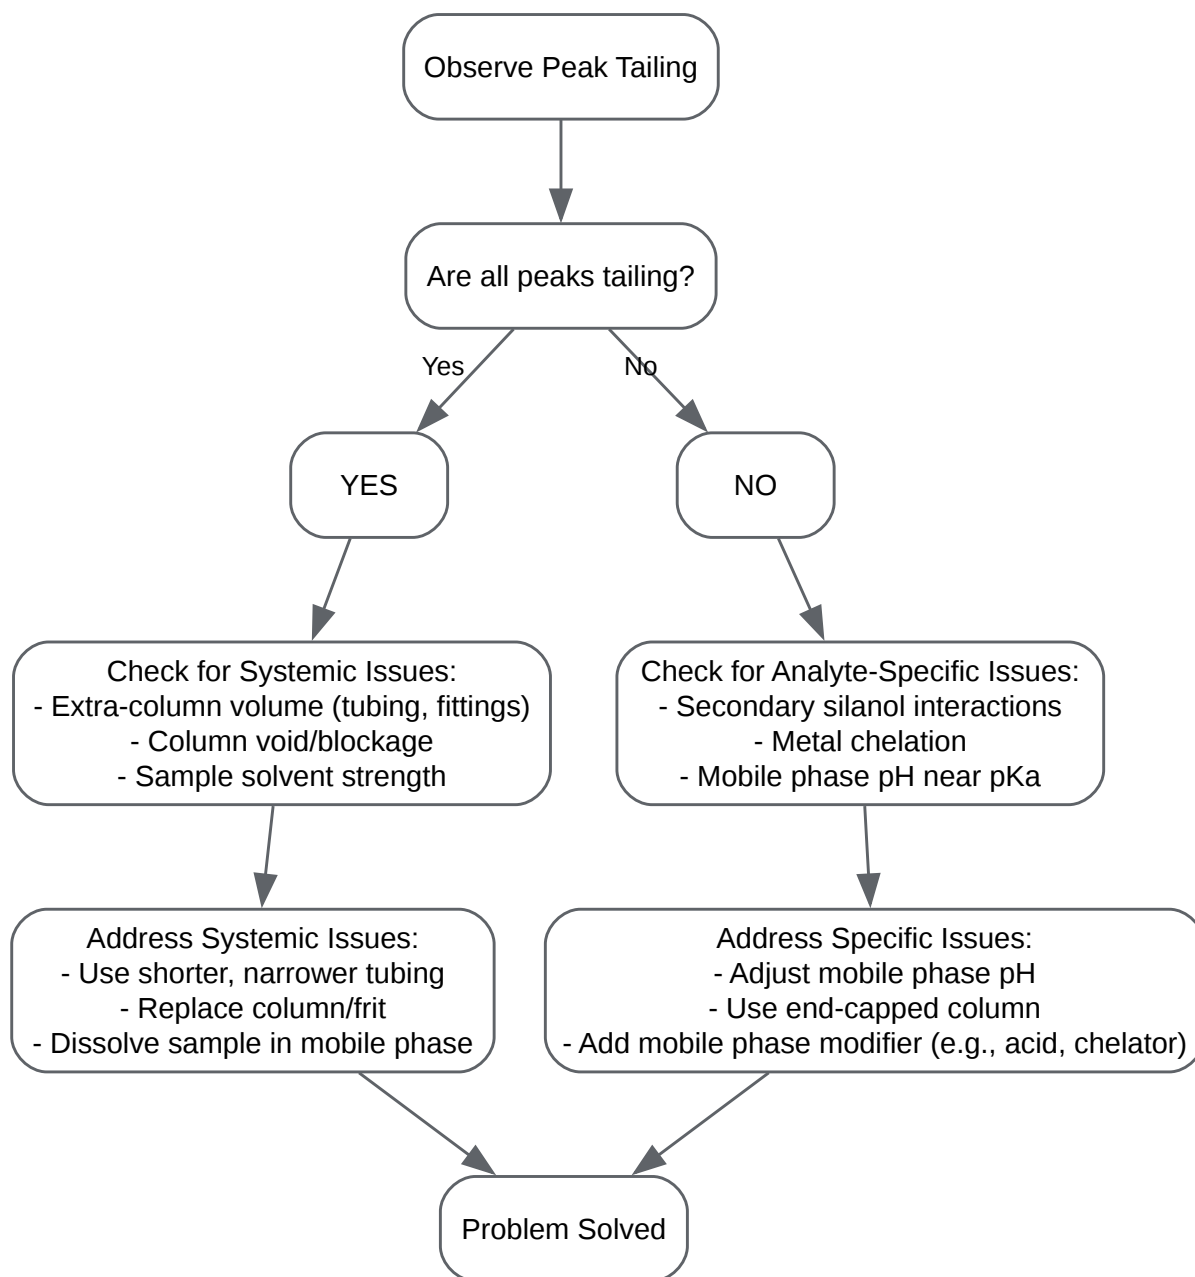 Observe Peak Tailing
Are all peaks tailing?
Yes
No
YES
NO
Check for Systemic Issues:
- Extra-column volume (tubing, fittings)
- Column void/blockage
- Sample solvent strength
Check for Analyte-Specific Issues:
- Secondary silanol interactions
- Metal chelation
- Mobile phase pH near pKa
Address Systemic Issues:
- Use shorter, narrower tubing
- Replace column/frit
- Dissolve sample in mobile phase
Address Specific Issues:
- Adjust mobile phase pH
- Use end-capped column
- Add mobile phase modifier (e.g., acid, chelator)
Problem Solved